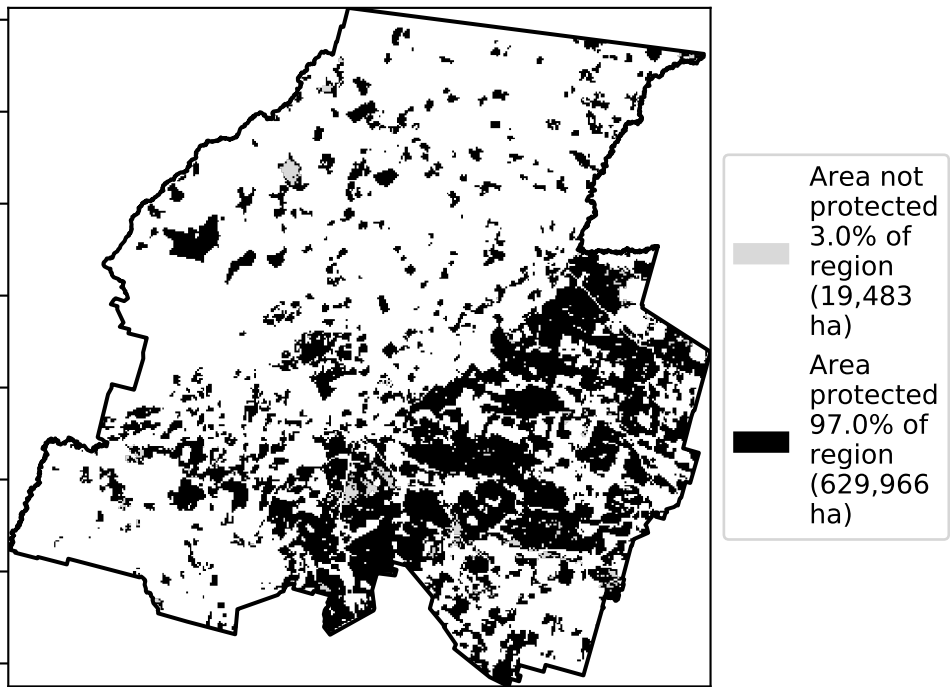 Area not
protected
3.0% of
region
(19,483
ha)
Area
protected
97.0% of
region
(629,966
ha)